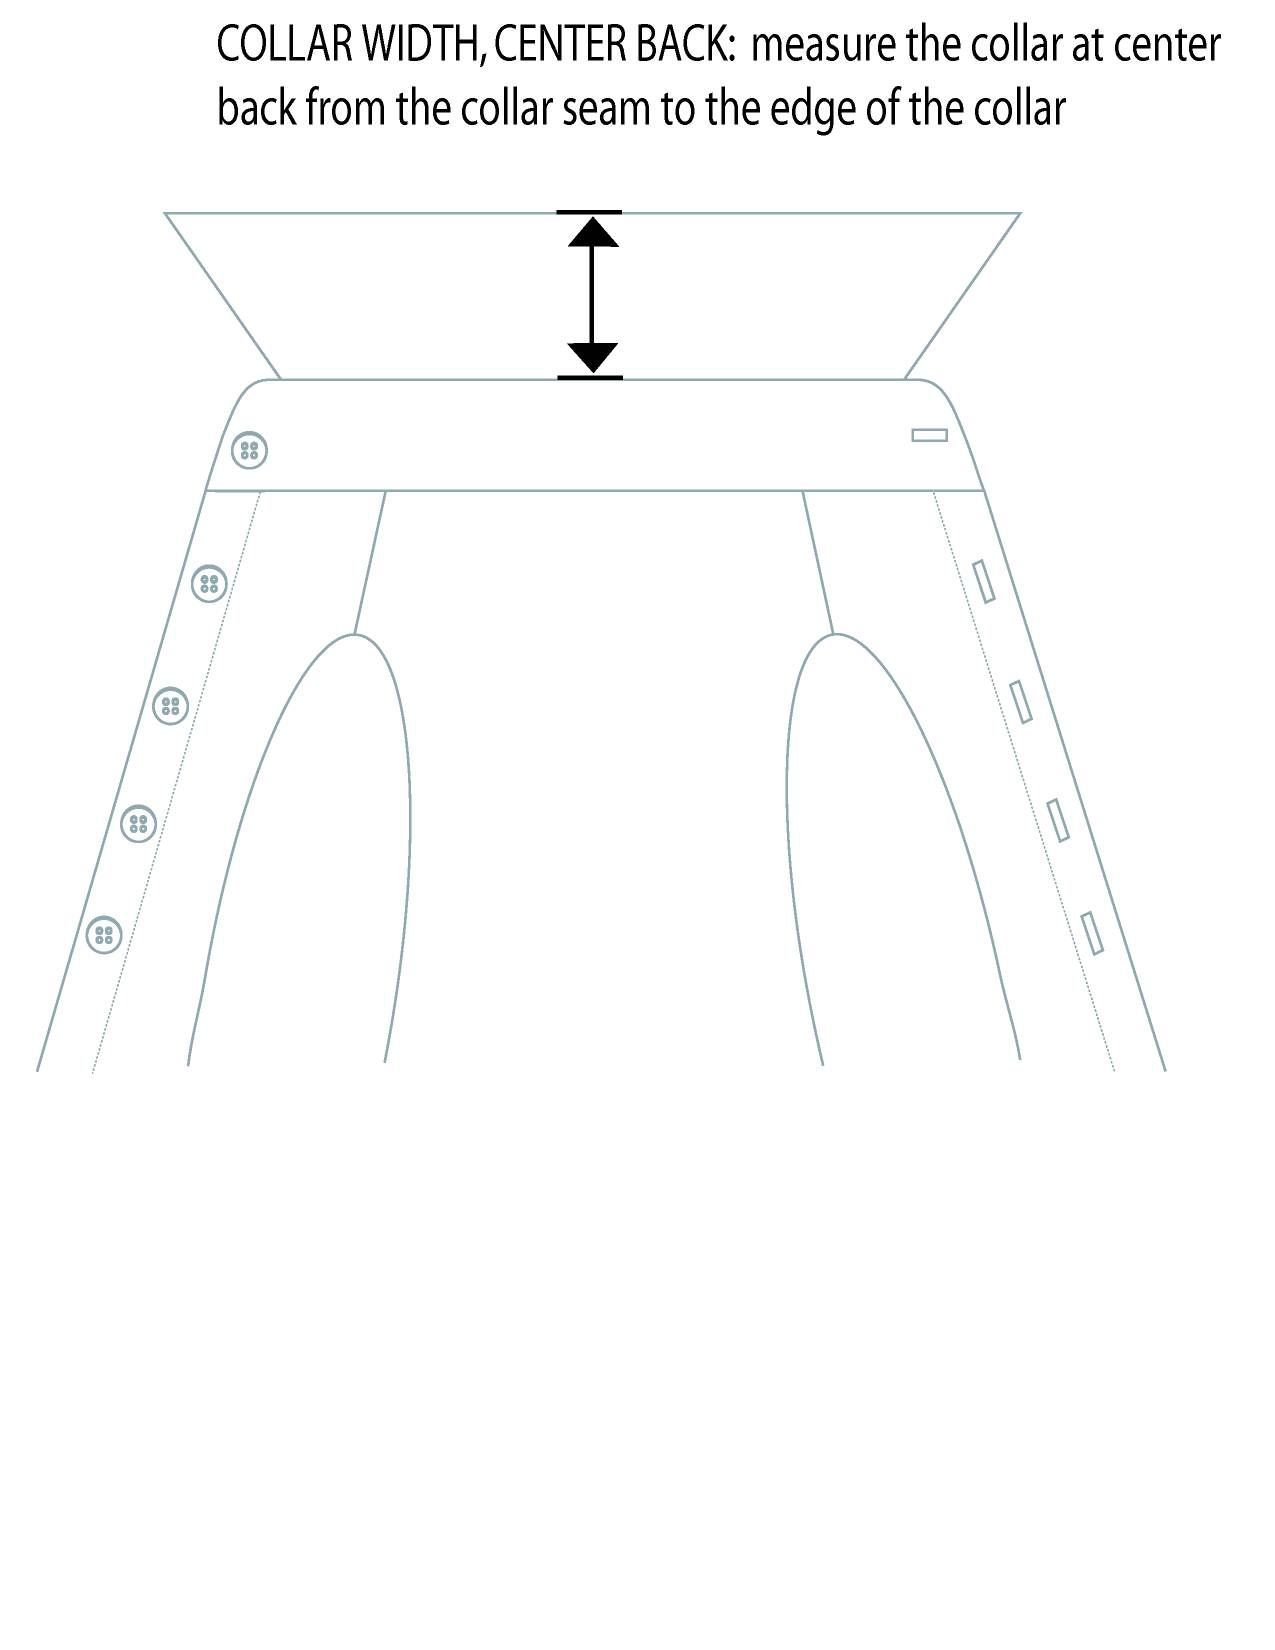 COLLAR WIDTH, CENTER BACK: measure the collar at center
back from the collar seam to the edge of the collar